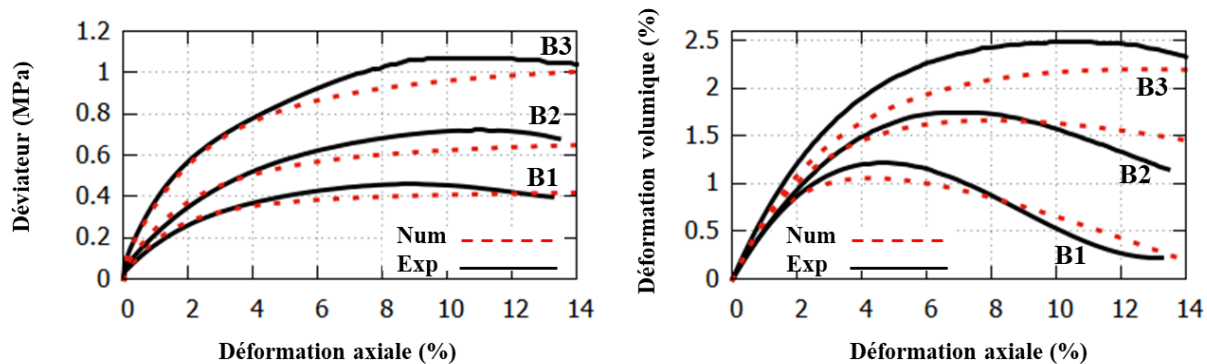 Déviateur (MPa)
1.2
1
0.8
0.6
0.4
0.2
0
B3
B2
B1
Num
Exp
0 2 4 6 8 10 12 14
Déformation axiale (%)
Déformation volumique (%)
2.5
2
1.5
1
0.5
0
B3
B2
B1
Num
Exp
0 2 4 6 8 10 12 14
Déformation axiale (%)